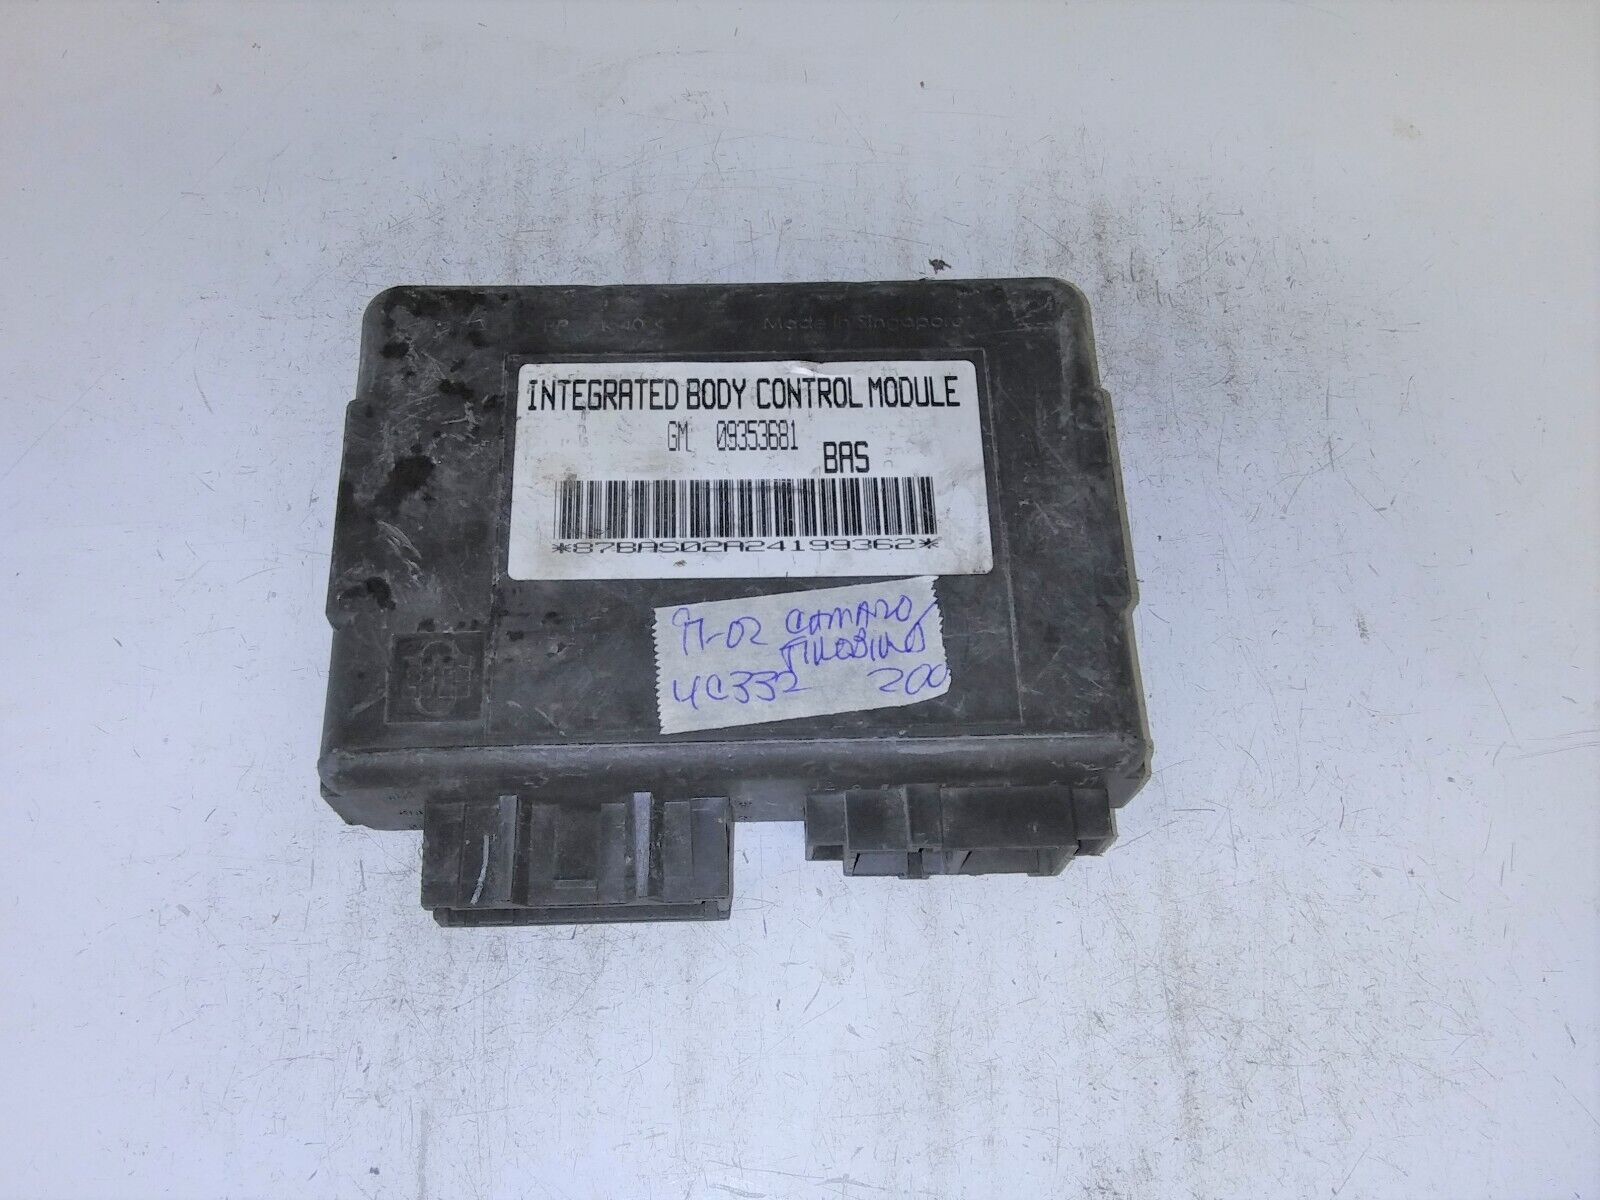 Made in Singapore
INTEGRATED BODY CONTROL MODULE
GM 09353681
BAS
*87BAS02A24199362*
97-02 CAMARO/
FIREBIRD
4C332 200